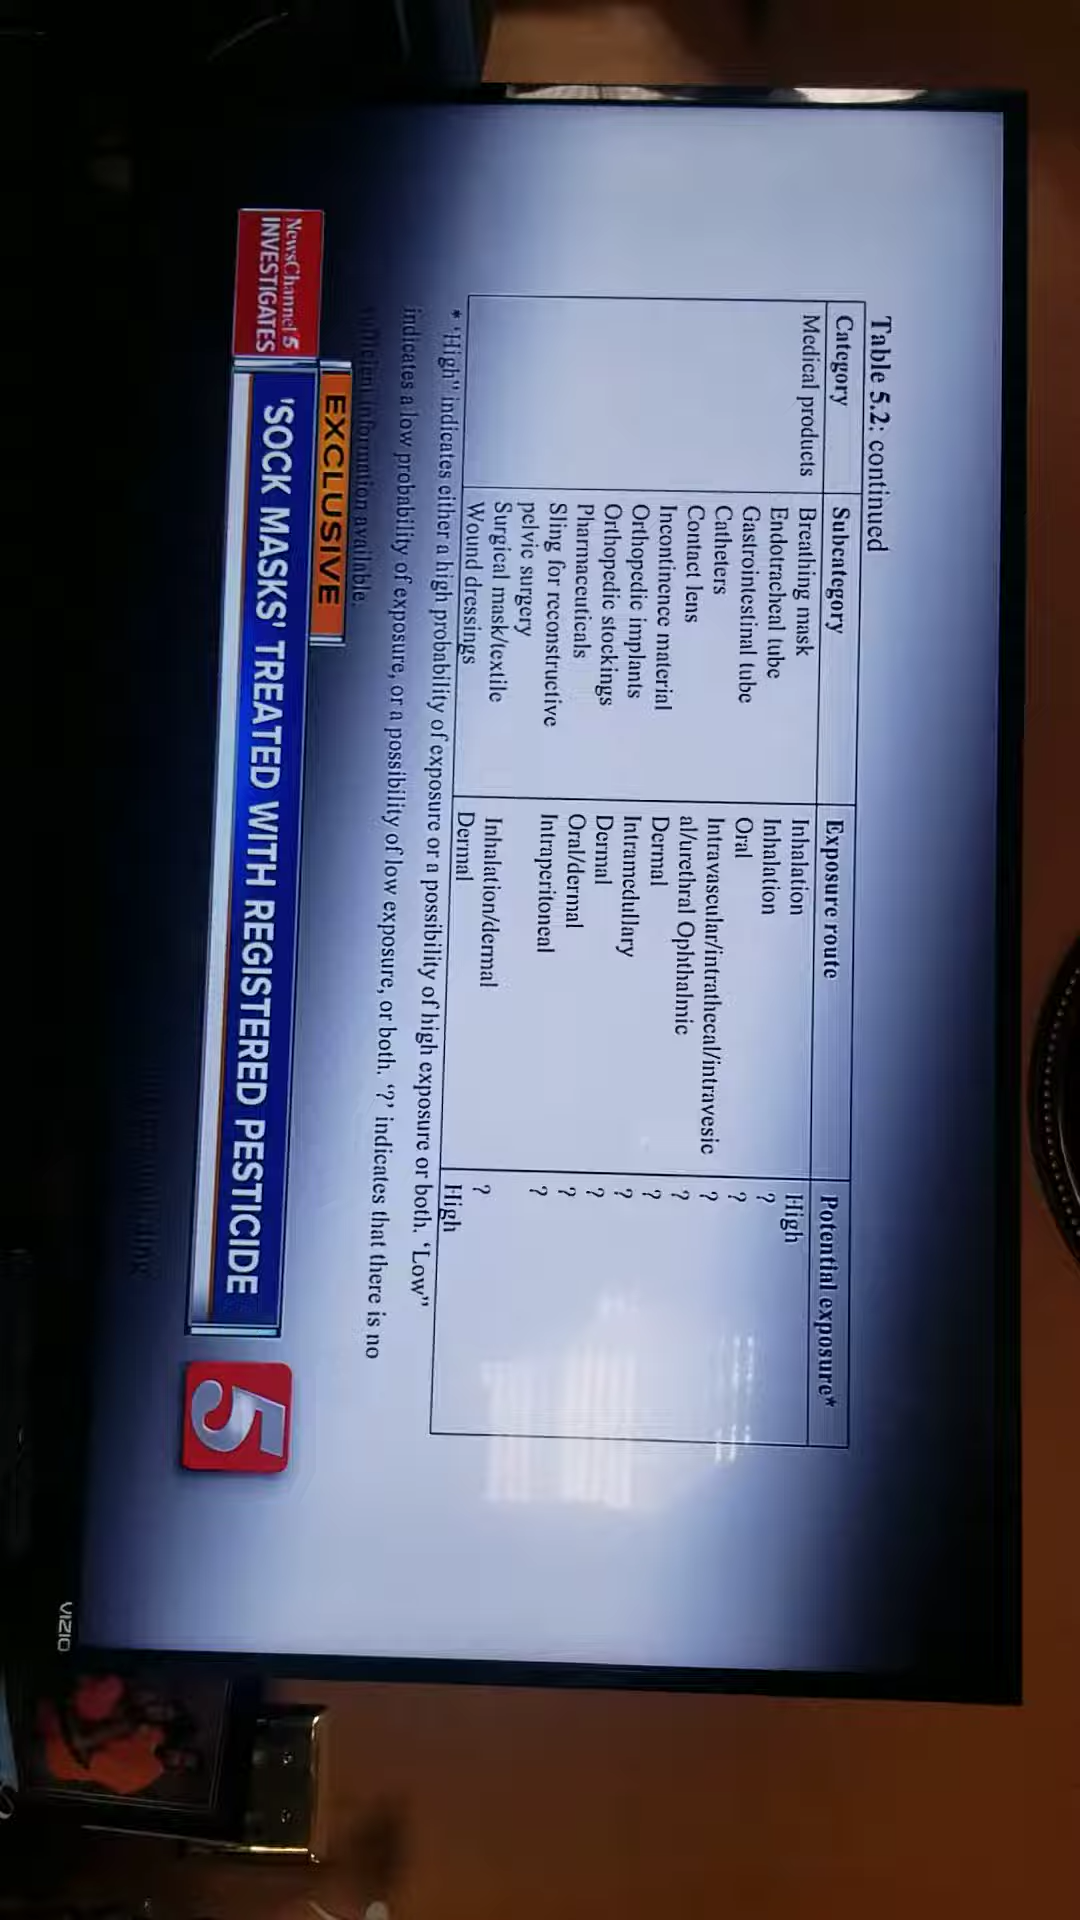 Table 5.2: continued
Category Subcategory Exposure route Potential exposure*
Medical products Breathing mask Inhalation High
Endotracheal tube Inhalation ?
Gastrointestinal tube Oral ?
Catheters Intravascular/intrathecal/intravesic ?
Contact lens al/urethral Ophthalmic ?
Incontinence material Dermal ?
Orthopedic implants Intramedullary ?
Orthopedic stockings Dermal ?
Pharmaceuticals Oral/dermal ?
Sling for reconstructive Intraperitoneal ?
pelvic surgery
Surgical mask/textile Inhalation/dermal ?
Wound dressings Dermal High
* 'High" indicates either a high probability of exposure or a possibility of high exposure or both. 'Low"
indicates a low probability of exposure, or a possibility of low exposure, or both. '?' indicates that there is no
information available.
EXCLUSIVE
NewsChannel 5
INVESTIGATES
'SOCK MASKS' TREATED WITH REGISTERED PESTICIDE
5
VIZIO